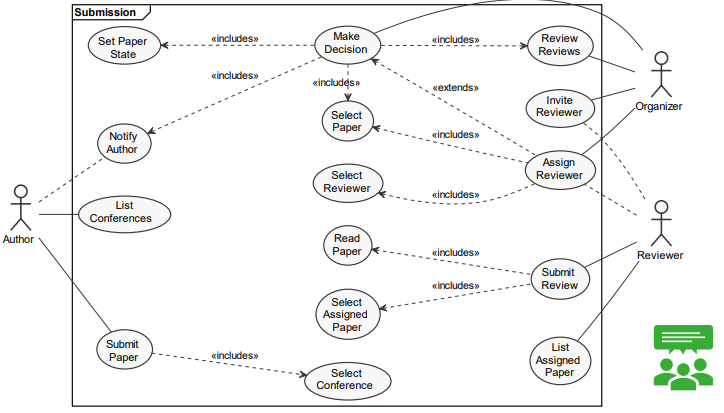 Submission
Set Paper
State
«includes»
Make
Decision
«includes»
Review
Reviews
«includes»
«includes»
«extends»
Organizer
Invite
Reviewer
Select
Paper
Notify
Author
«includes»
Assign
Reviewer
Select
Reviewer
«includes»
List
Conferences
Author
Read
Paper
«includes»
Reviewer
Submit
Review
«includes»
Select
Assigned
Paper
Submit
Paper
«includes»
List
Assigned
Paper
Select
Conference